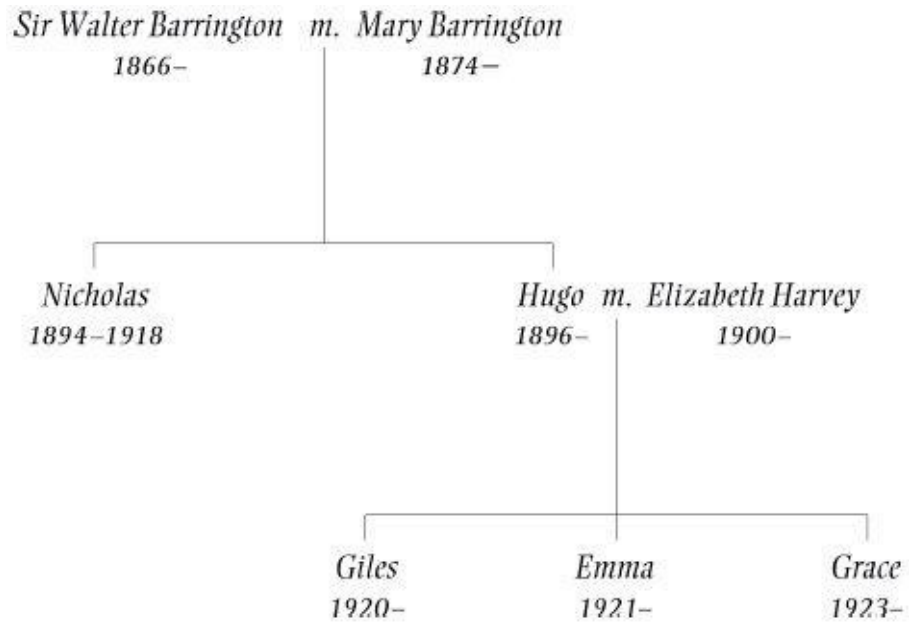 Sir Walter Barrington m. Mary Barrington
1866– 1874–
Nicholas Hugo m. Elizabeth Harvey
1894–1918 1896– 1900–
Giles Emma Grace
1920– 1921– 1923–